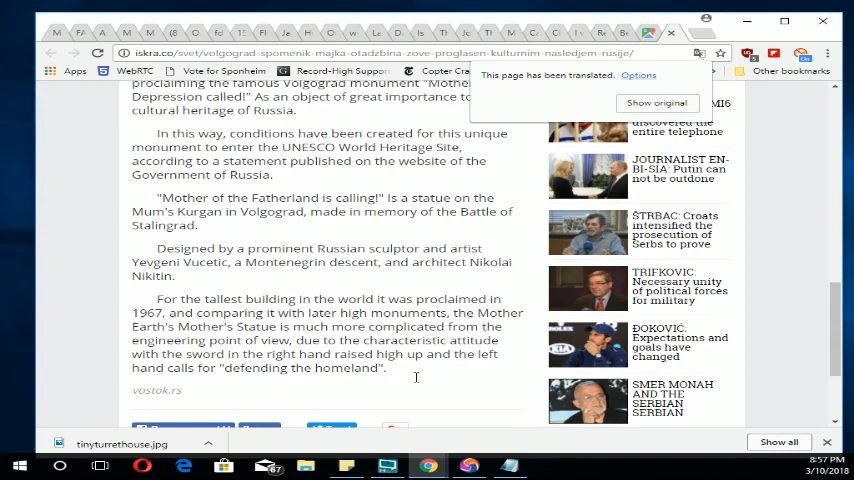 iskra.co/svet/volgograd-spomenik-majka-otadzbina-zove-proglasen-kulturnim-nasledjem-rusije/
Apps
WebRTC
Vote for Sponheim
Record-High Support
Copter Cra
Other bookmarks
This page has been translated. Options
Show original
proclaiming the famous Volgograd monument "Mother
Depression called!" As an object of great importance to
cultural heritage of Russia.
In this way, conditions have been created for this unique
monument to enter the UNESCO World Heritage Site,
according to a statement published on the website of the
Government of Russia.
"Mother of the Fatherland is calling!" Is a statue on the
Mum's Kurgan in Volgograd, made in memory of the Battle of
Stalingrad.
Designed by a prominent Russian sculptor and artist
Yevgeni Vucetic, a Montenegrin descent, and architect Nikolai
Nikitin.
For the tallest building in the world it was proclaimed in
1967, and comparing it with later high monuments, the Mother
Earth's Mother's Statue is much more complicated from the
engineering point of view, due to the characteristic attitude
with the sword in the right hand raised high up and the left
hand calls for "defending the homeland".
vostok.rs
MI6
discovered the
entire telephone
JOURNALIST EN-
BI-SIA: Putin can
not be outdone
ŠTRBAC: Croats
intensified the
prosecution of
Serbs to prove
TRIFKOVIC:
Necessary unity
of political forces
for military
ĐOKOVIĆ:
Expectations and
goals have
changed
SMER MONAH
AND THE
SERBIAN
SERBIAN
tinyturrethouse.jpg
Show all
67
8:57 PM
3/10/2018